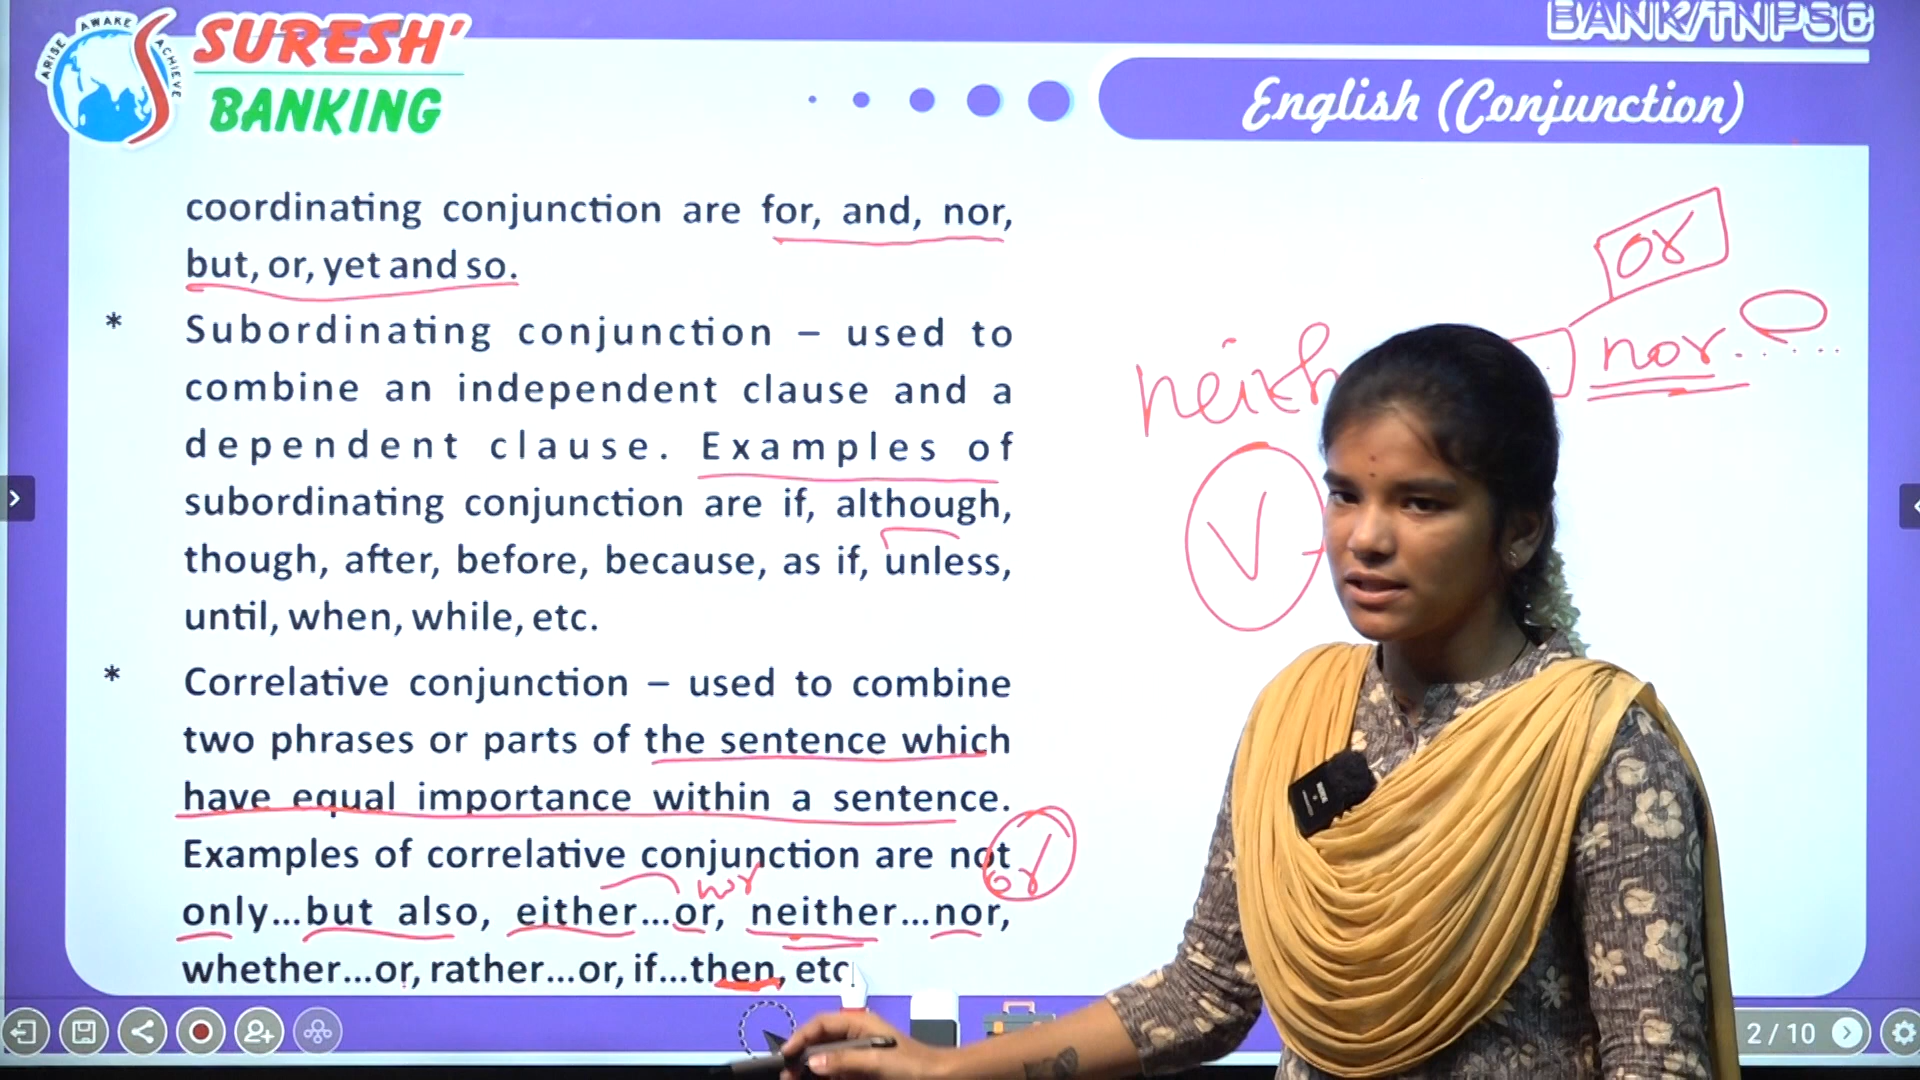 ARISE AWAKE ACHIEVE
SURESH'
BANKING
BANK/TNPSC
English (Conjunction)
coordinating conjunction are for, and, nor,
but, or, yet and so.
* Subordinating conjunction – used to
combine an independent clause and a
dependent clause. Examples of
subordinating conjunction are if, although,
though, after, before, because, as if, unless,
until, when, while, etc.
* Correlative conjunction – used to combine
two phrases or parts of the sentence which
have equal importance within a sentence.
Examples of correlative conjunction are not
only...but also, either...or, neither...nor,
whether...or, rather...or, if...then, etc
nor
or
or
neith
nor......
V
2 / 10